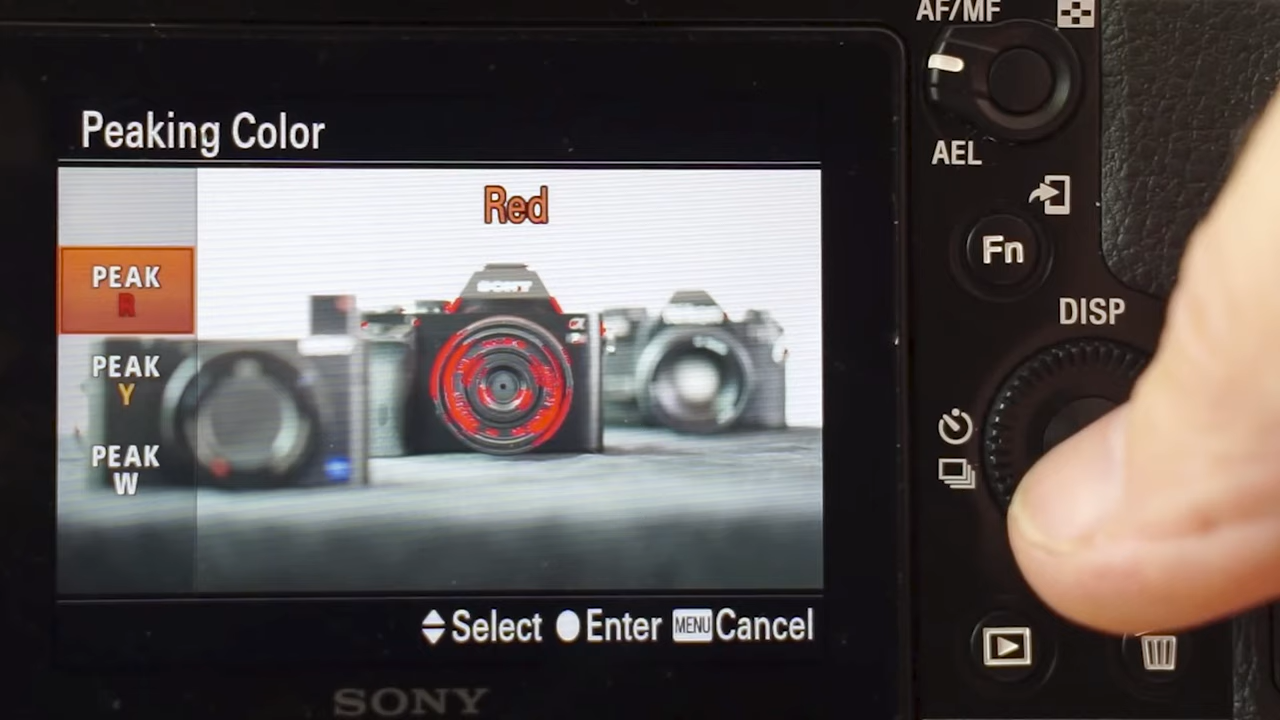 AF/MF
Peaking Color
AEL
Red
SONY
Fn
PEAK
R
DISP
PEAK
Y
PEAK
W
Select Enter MENU Cancel
SONY